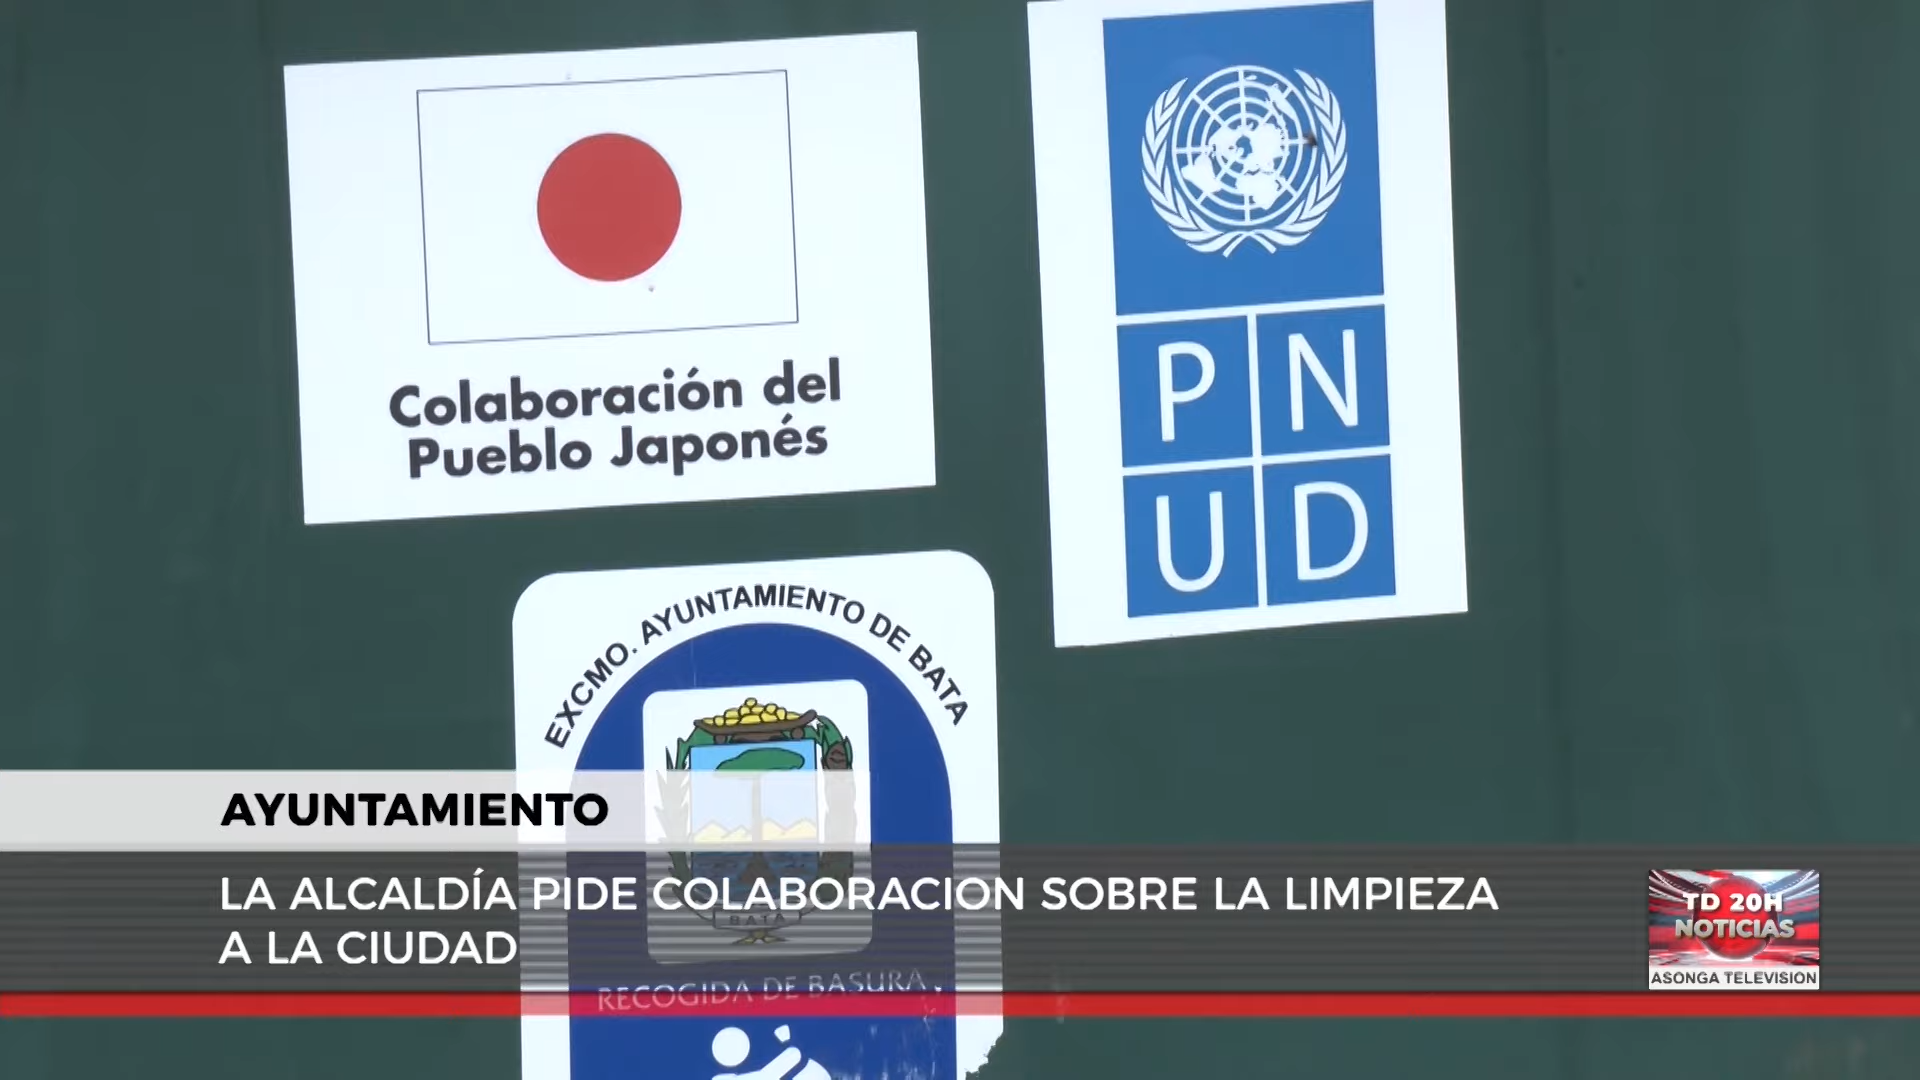 Colaboración del
Pueblo Japonés
P N
U D
EXCMO. AYUNTAMIENTO DE BATA
BATA
RECOGIDA DE BASURA
AYUNTAMIENTO
LA ALCALDÍA PIDE COLABORACION SOBRE LA LIMPIEZA
A LA CIUDAD
TD 20H
NOTICIAS
ASONGA TELEVISION